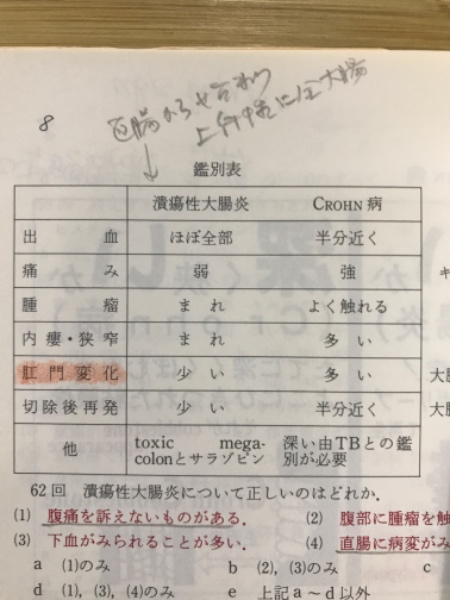 8
直腸から
上行性に全大腸
鑑別表
潰瘍性大腸炎 CROHN病
出血 ほぼ全部 半分近く
痛み 弱 強
腫瘤 まれ よく触れる
内瘻・狭窄 まれ 多い
肛門変化 少い 多い
切除後再発 少い 半分近く
他 toxic mega-colonとサラゾピン 深い由TBとの鑑別が必要
62回 潰瘍性大腸炎について正しいのはどれか.
(1) 腹痛を訴えないものがある. (2) 腹部に腫瘤を触
(3) 下血がみられることが多い. (4) 直腸に病変がみ
a (1)のみ b (2), (3)のみ c
d (1), (3), (4)のみ e 上記a～d以外